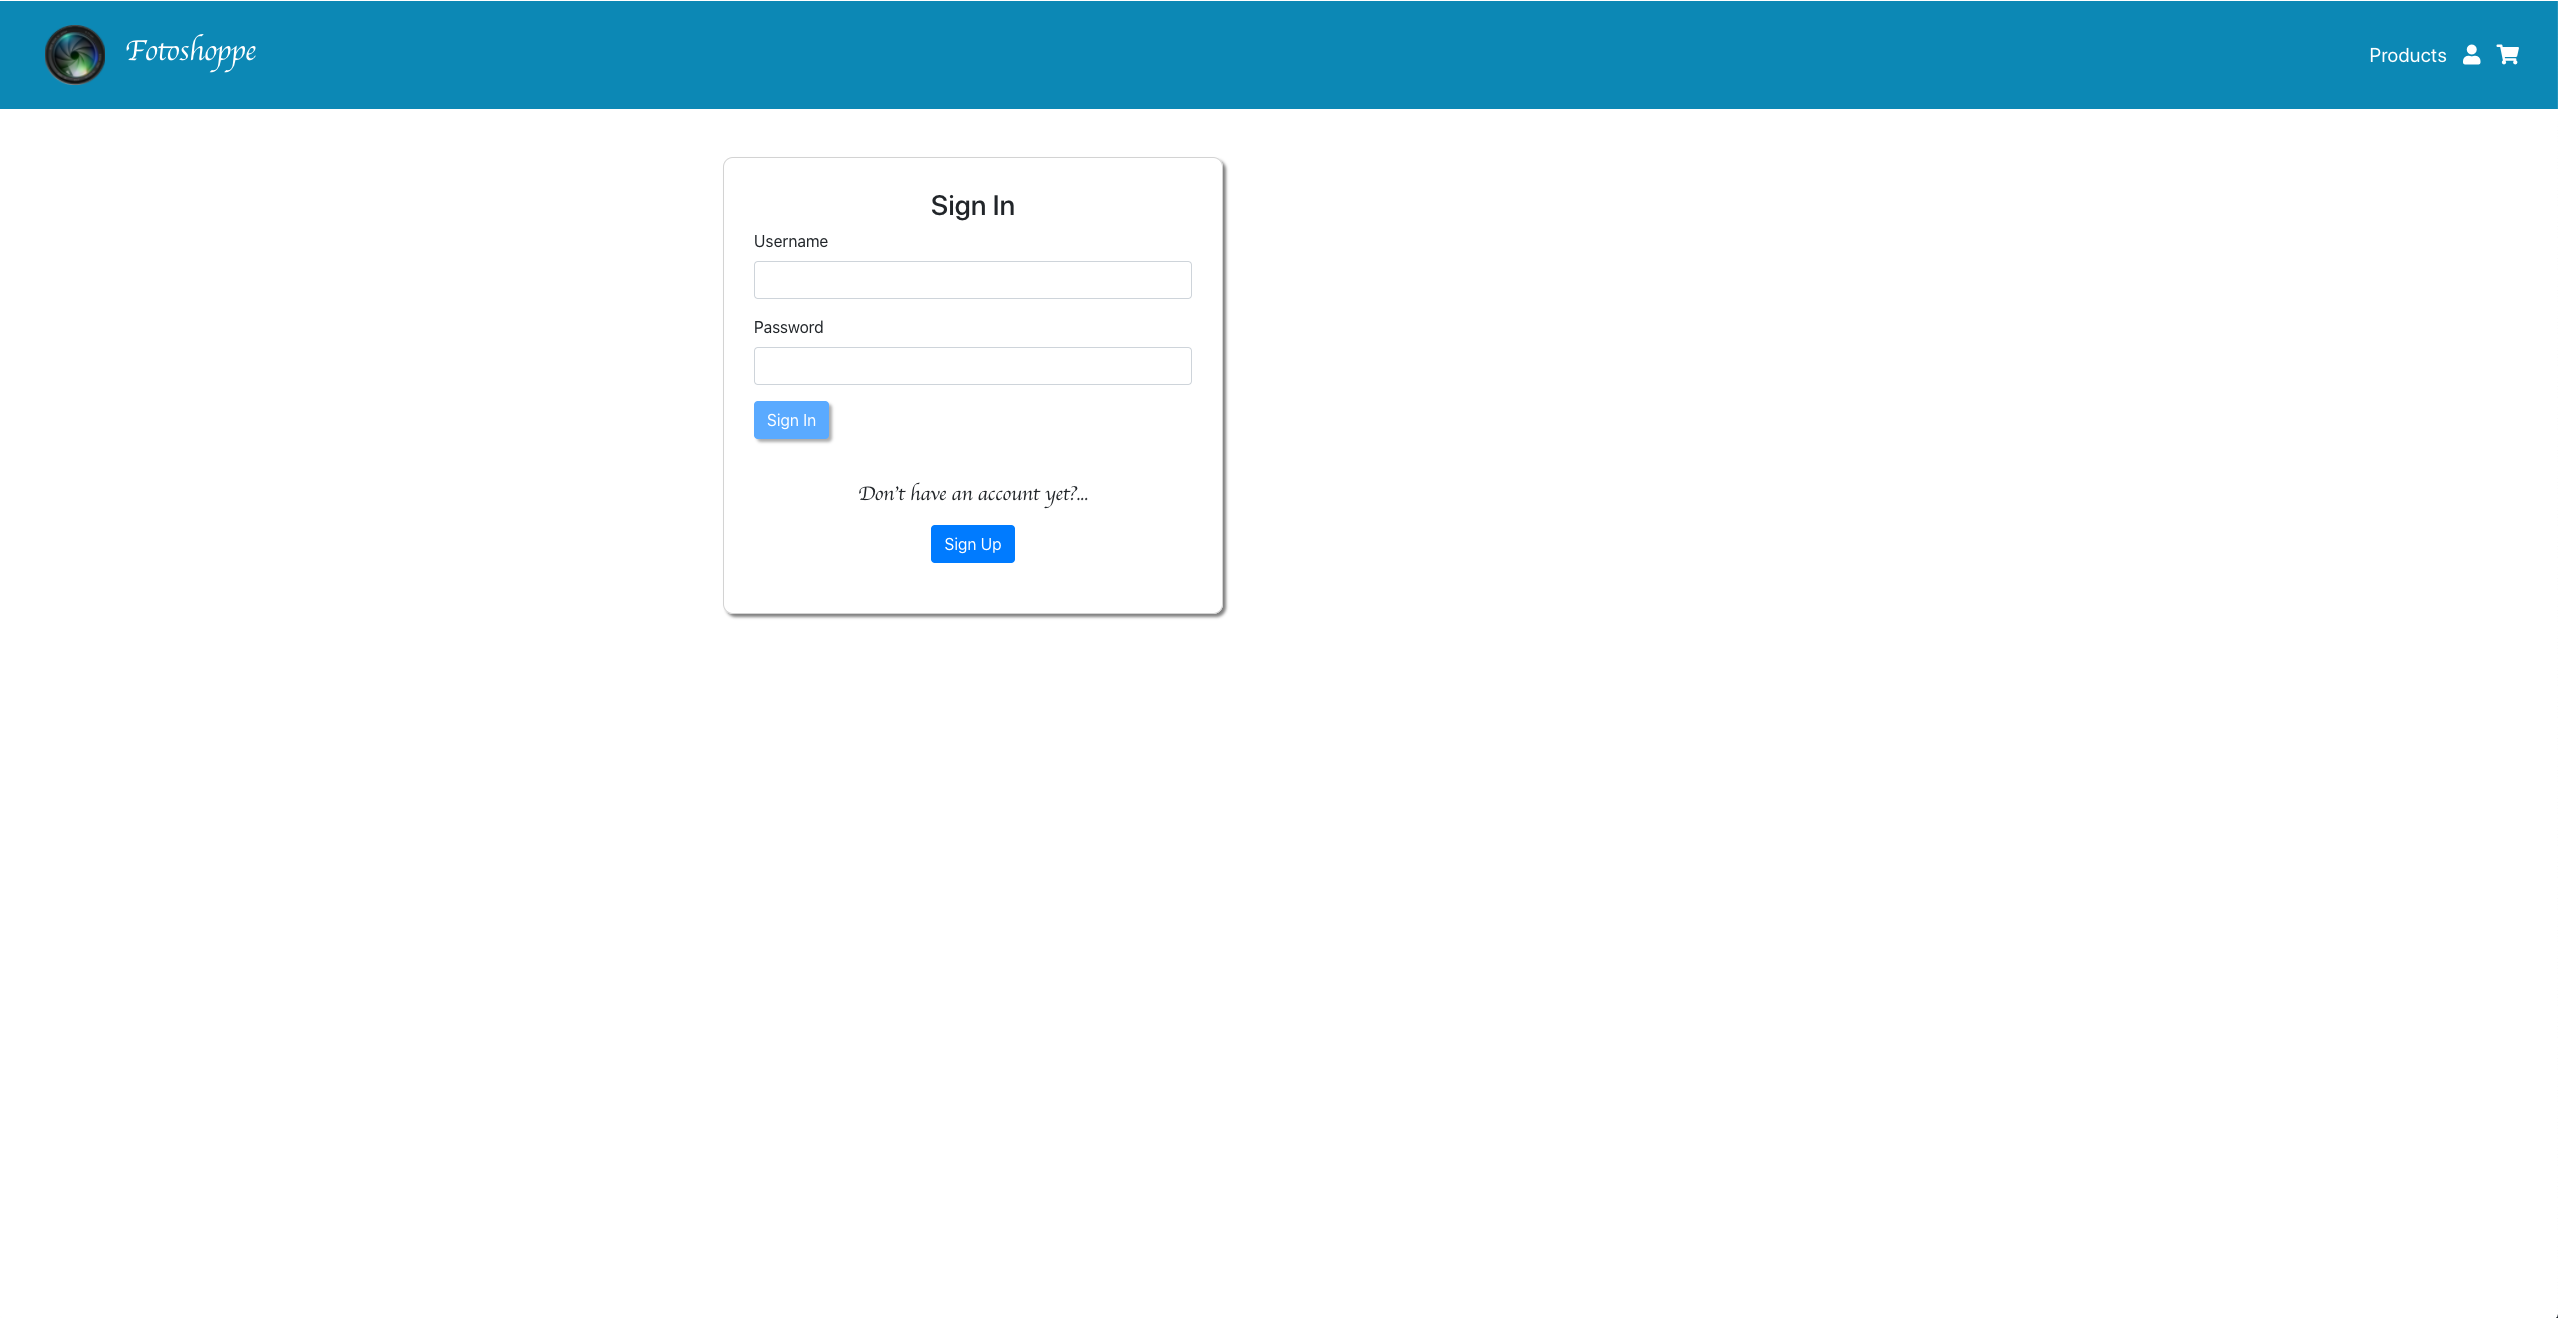 Fotoshoppe
Products
Sign In
Username
Password
Sign In
Don't have an account yet?...
Sign Up